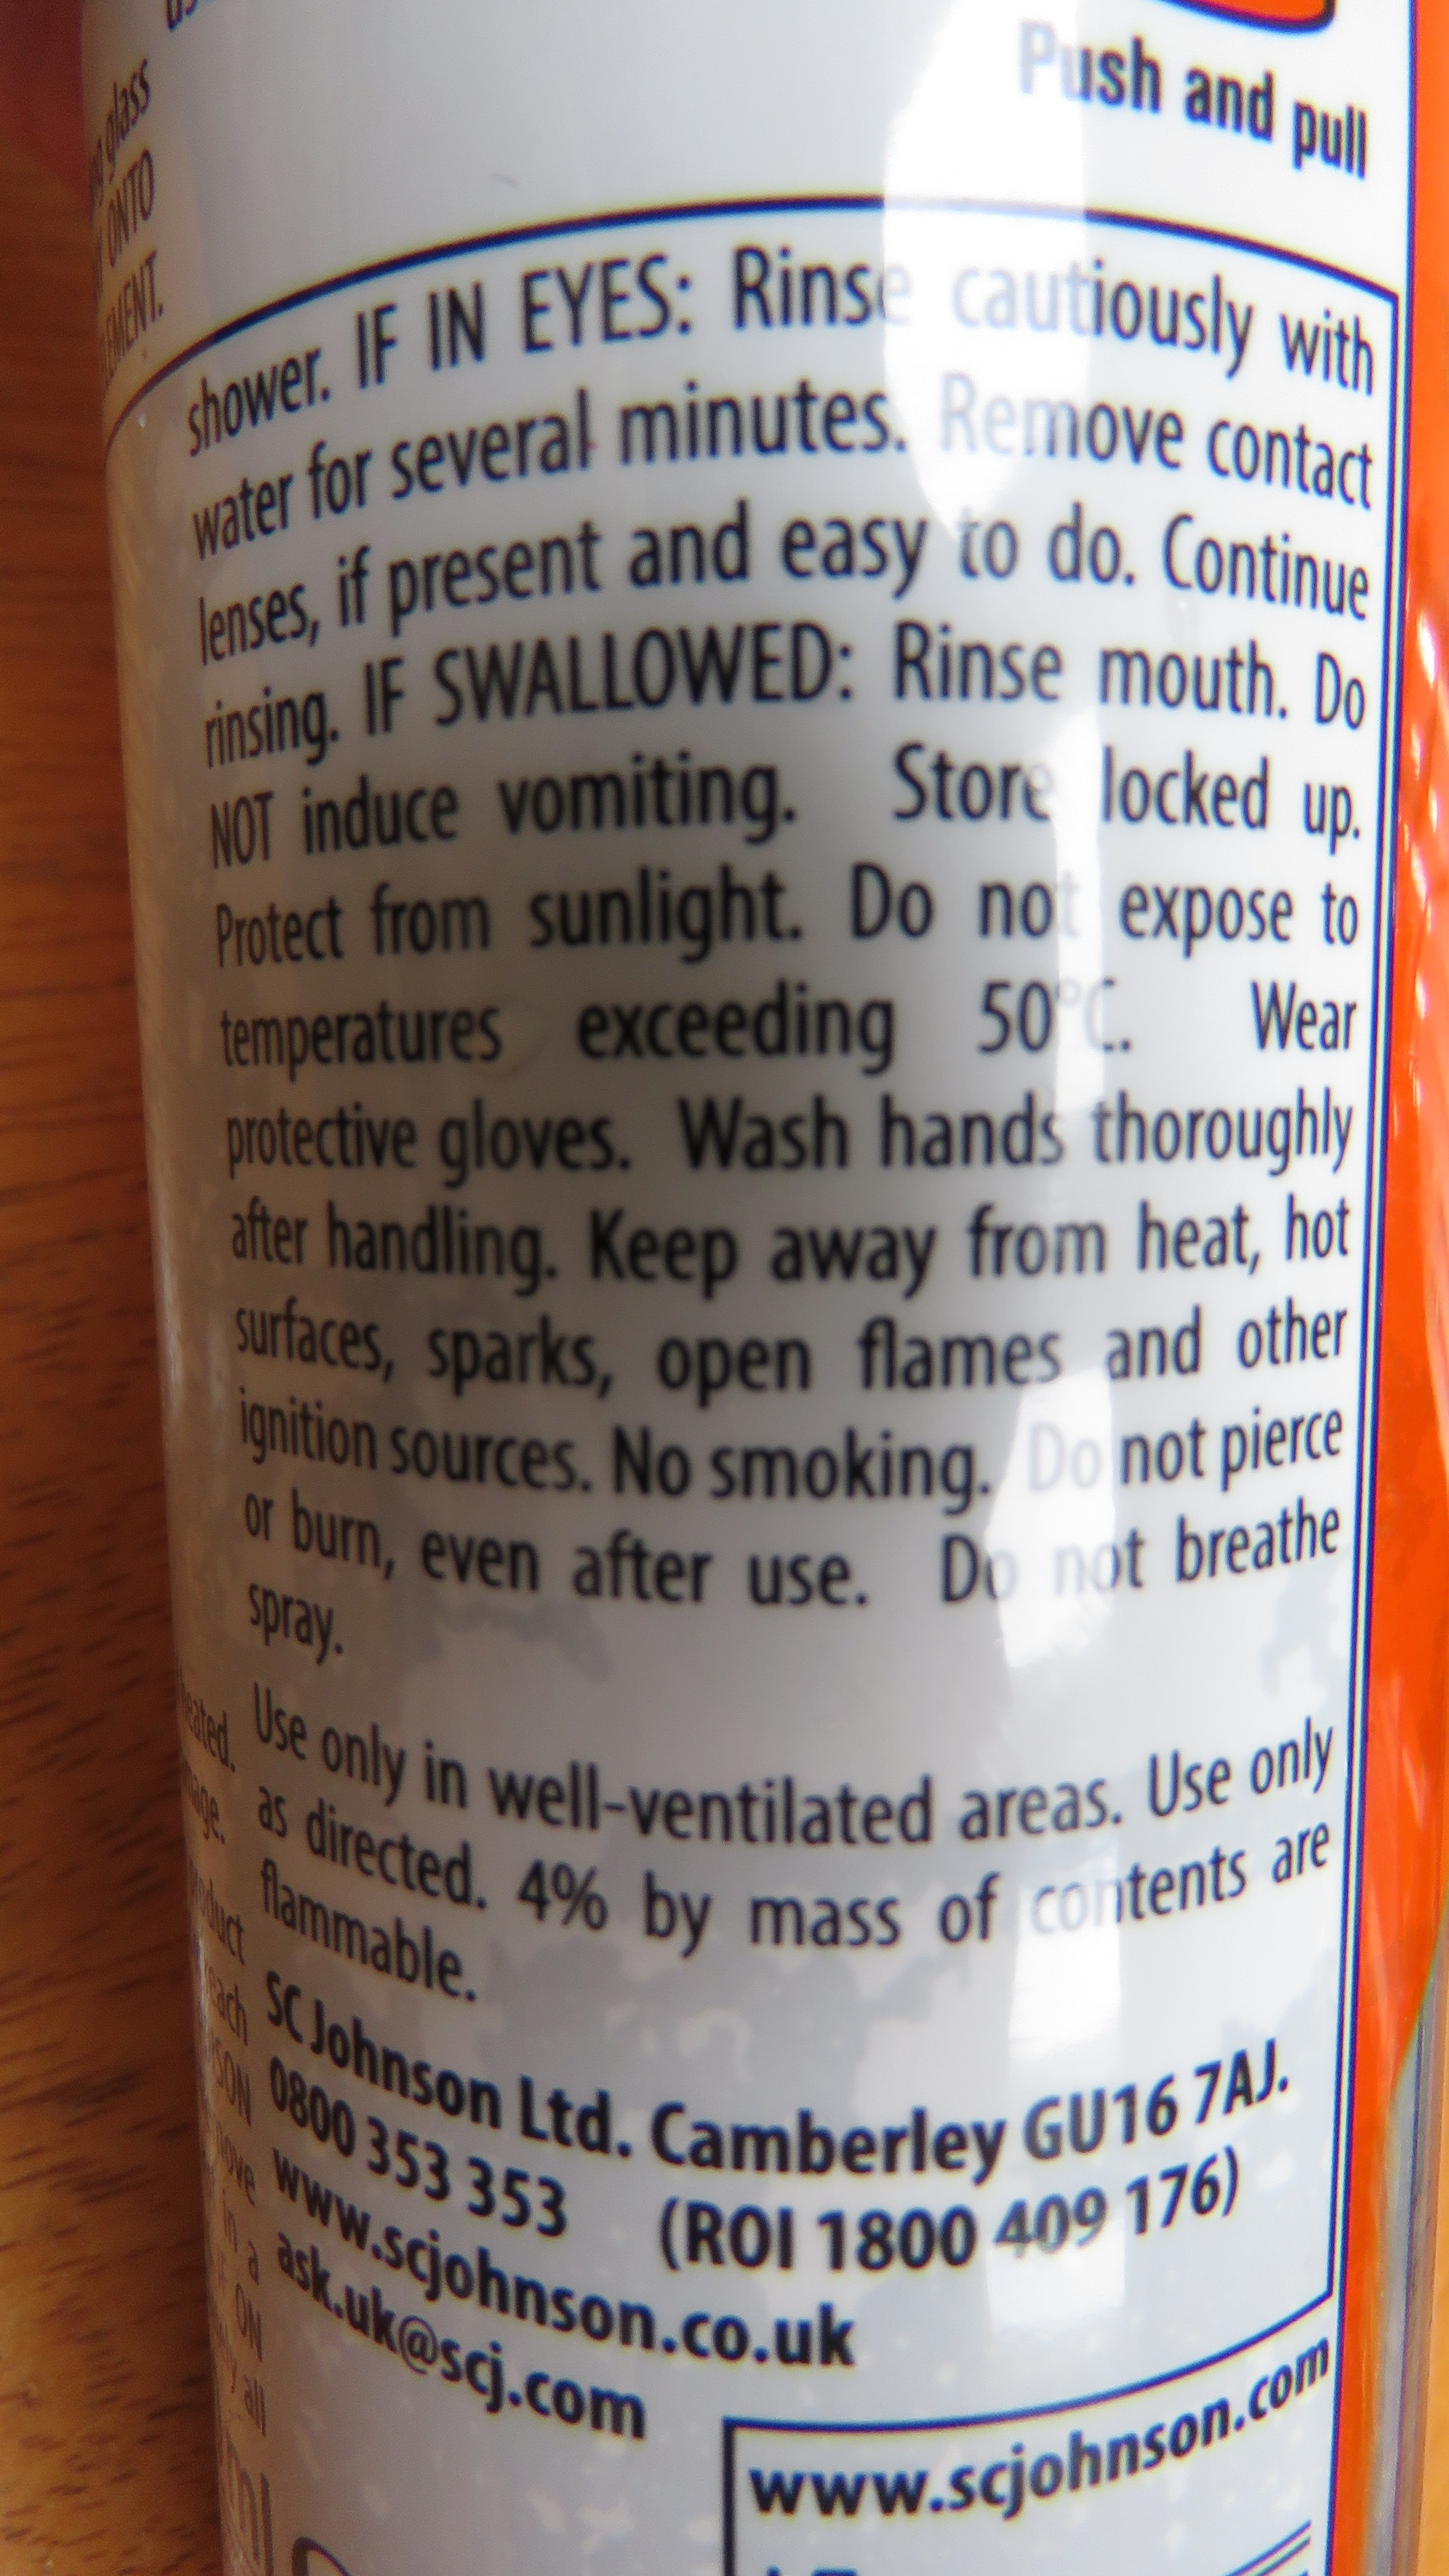 glass
ONTO
Push and pull
shower. IF IN EYES: Rinse cautiously with
water for several minutes. Remove contact
lenses, if present and easy to do. Continue
rinsing. IF SWALLOWED: Rinse mouth. Do
NOT induce vomiting. Store locked up.
Protect from sunlight. Do not expose to
temperatures exceeding 50°C. Wear
protective gloves. Wash hands thoroughly
after handling. Keep away from heat, hot
surfaces, sparks, open flames and other
ignition sources. No smoking. Do not pierce
or burn, even after use. Do not breathe
spray.
Use only in well-ventilated areas. Use only
as directed. 4% by mass of contents are
flammable.
SC Johnson Ltd. Camberley GU16 7AJ.
0800 353 353 (ROI 1800 409 176)
www.scjohnson.co.uk
ask.uk@scj.com
www.scjohnson.com
in a
ON
all